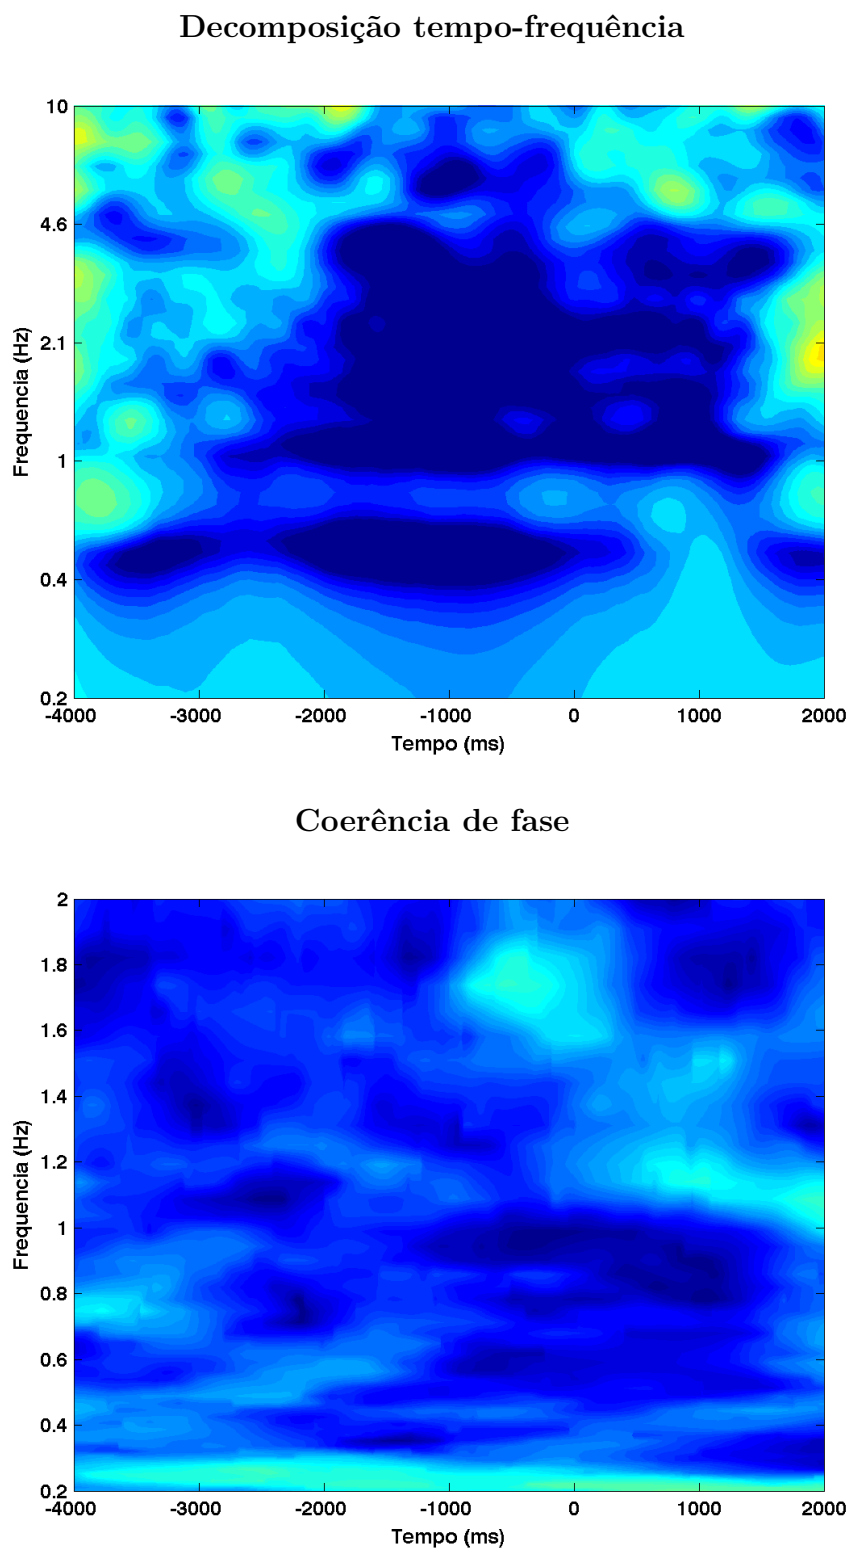 Decomposição tempo-frequência
10
4.6
2.1
1
0.4
0.2
Frequencia (Hz)
-4000 -3000 -2000 -1000 0 1000 2000
Tempo (ms)
Coerência de fase
2
1.8
1.6
1.4
1.2
1
0.8
0.6
0.4
0.2
Frequencia (Hz)
-4000 -3000 -2000 -1000 0 1000 2000
Tempo (ms)